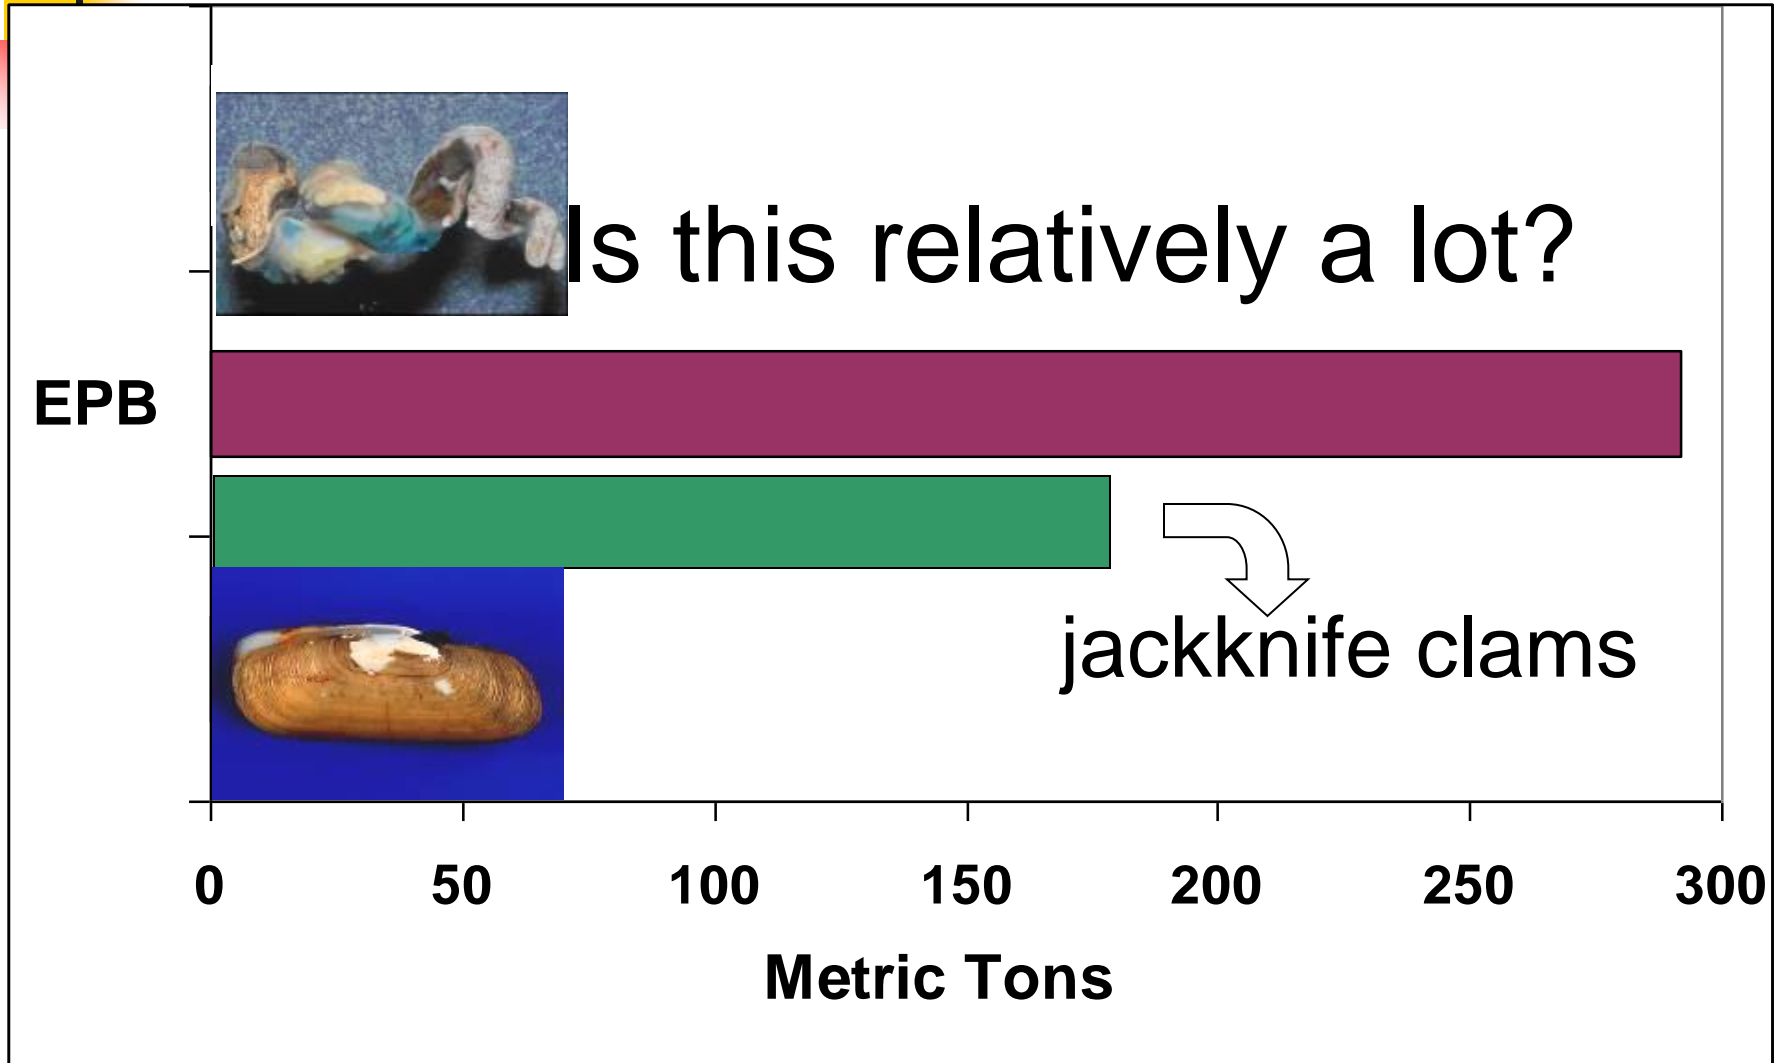 Is this relatively a lot?
EPB
jackknife clams
0 50 100 150 200 250 300
Metric Tons